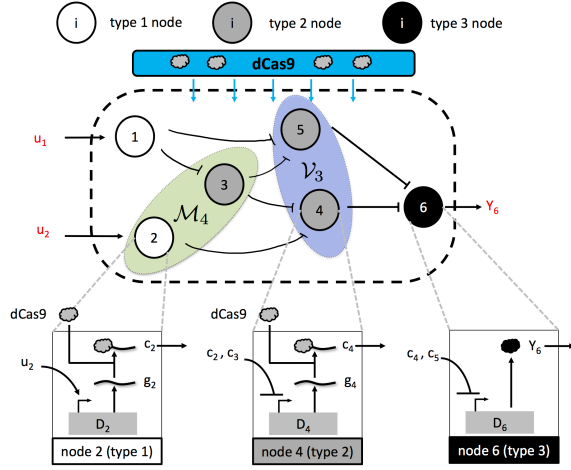 i type 1 node i type 2 node i type 3 node
dCas9
u1 1 5
3 𝒱3
ℳ4 4 6 Y6
u2 2
dCas9 dCas9
c2 c4 Y6
u2 g2 c2 , c3 g4 c4 , c5
D2 D4 D6
node 2 (type 1) node 4 (type 2) node 6 (type 3)